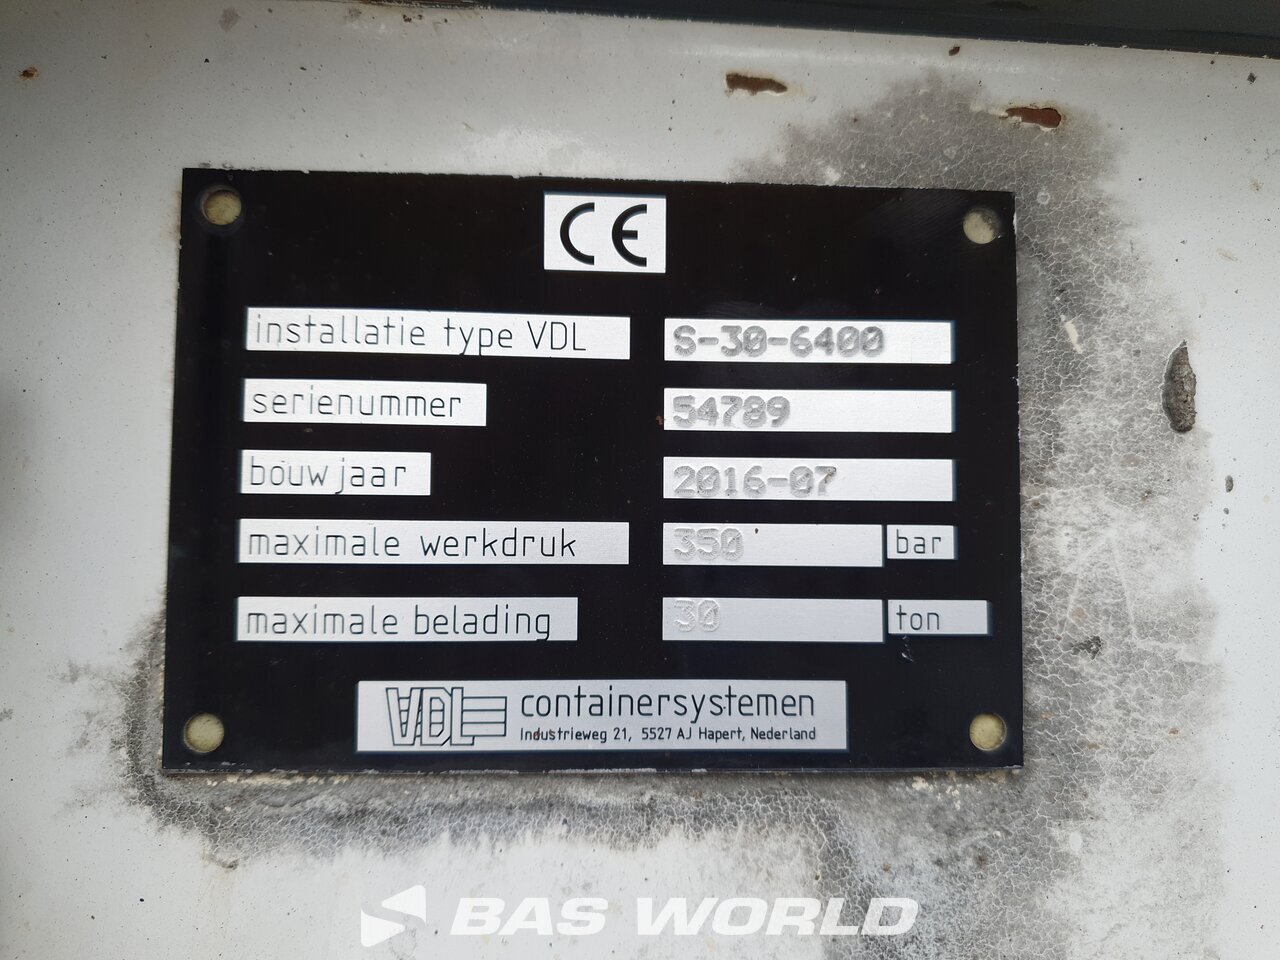 CE
installatie type VDL S-30-6400
serienummer 54789
bouwjaar 2016-07
maximale werkdruk 350 bar
maximale belading 30 ton
VDL containersystemen
Industrieweg 21, 5527 AJ Hapert, Nederland
BAS WORLD